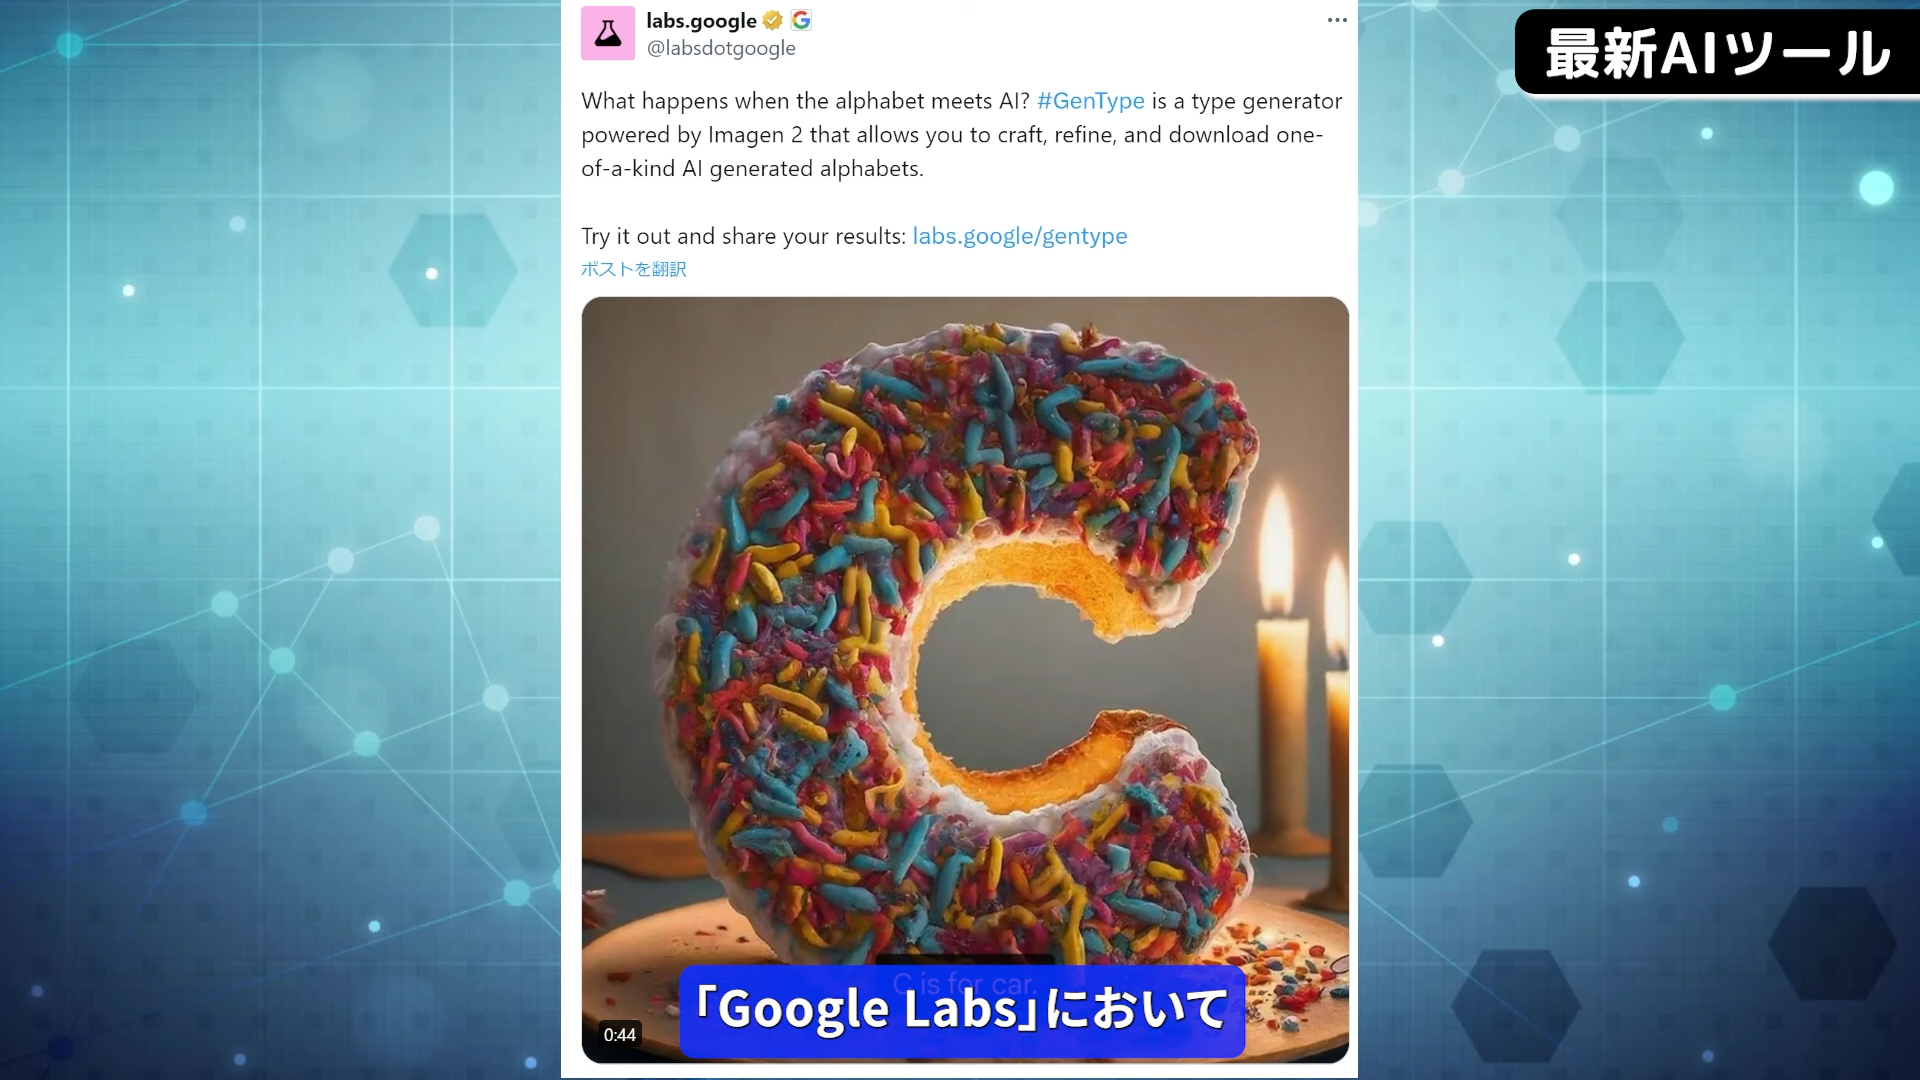 labs.google
@labsdotgoogle
最新AIツール
What happens when the alphabet meets AI? #GenType is a type generator
powered by Imagen 2 that allows you to craft, refine, and download one-
of-a-kind AI generated alphabets.
Try it out and share your results: labs.google/gentype
ポストを翻訳
C is for car.
「Google Labs」において
0:44